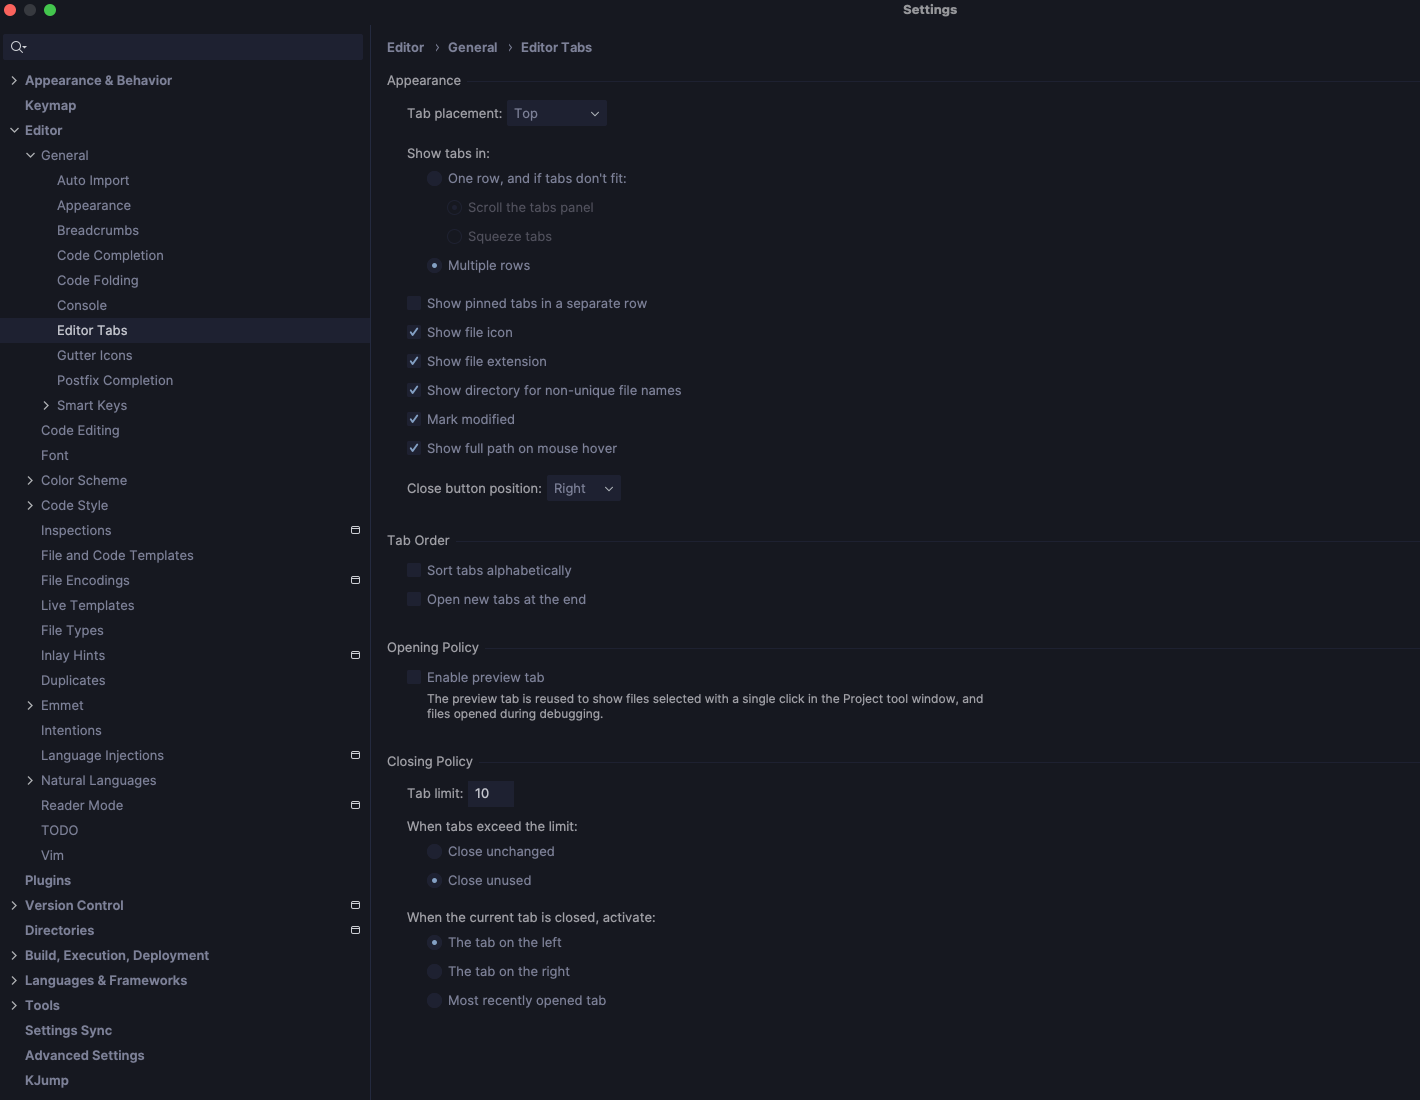 Settings
Appearance & Behavior
Keymap
Editor
General
Auto Import
Appearance
Breadcrumbs
Code Completion
Code Folding
Console
Editor Tabs
Gutter Icons
Postfix Completion
Smart Keys
Code Editing
Font
Color Scheme
Code Style
Inspections
File and Code Templates
File Encodings
Live Templates
File Types
Inlay Hints
Duplicates
Emmet
Intentions
Language Injections
Natural Languages
Reader Mode
TODO
Vim
Plugins
Version Control
Directories
Build, Execution, Deployment
Languages & Frameworks
Tools
Settings Sync
Advanced Settings
KJump
Editor › General › Editor Tabs
Appearance
Tab placement: Top
Show tabs in:
One row, and if tabs don't fit:
Scroll the tabs panel
Squeeze tabs
Multiple rows
Show pinned tabs in a separate row
Show file icon
Show file extension
Show directory for non-unique file names
Mark modified
Show full path on mouse hover
Close button position: Right
Tab Order
Sort tabs alphabetically
Open new tabs at the end
Opening Policy
Enable preview tab
The preview tab is reused to show files selected with a single click in the Project tool window, and
files opened during debugging.
Closing Policy
Tab limit: 10
When tabs exceed the limit:
Close unchanged
Close unused
When the current tab is closed, activate:
The tab on the left
The tab on the right
Most recently opened tab